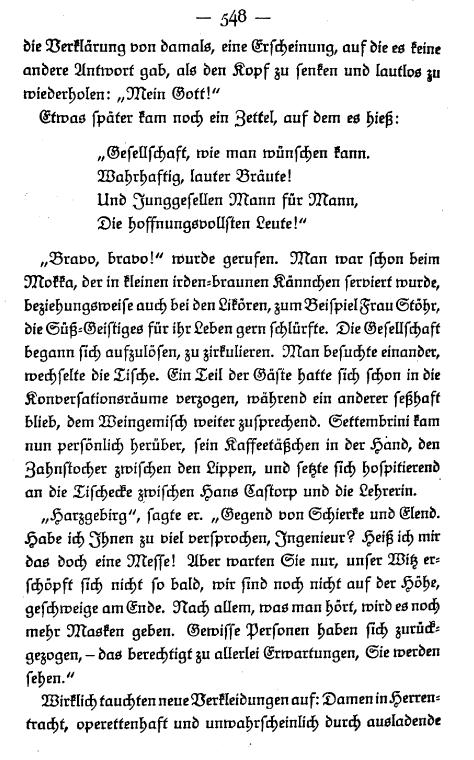 — 548 —
die Verklärung von damals, eine Erscheinung, auf die es keine
andere Antwort gab, als den Kopf zu senken und lautlos zu
wiederholen: „Mein Gott!“
Etwas später kam noch ein Zettel, auf dem es hieß:
„Gesellschaft, wie man wünschen kann.
Wahrhaftig, lauter Bräute!
Und Junggesellen Mann für Mann,
Die hoffnungsvollsten Leute!“
„Bravo, bravo!“ wurde gerufen. Man war schon beim
Mokka, der in kleinen irden-braunen Kännchen serviert wurde,
beziehungsweise auch bei den Likören, zum Beispiel Frau Stöhr,
die Süß-Geistiges für ihr Leben gern schlürfte. Die Gesellschaft
begann sich aufzulösen, zu zirkulieren. Man besuchte einander,
wechselte die Tische. Ein Teil der Gäste hatte sich schon in die
Konversationsräume verzogen, während ein anderer seßhaft
blieb, dem Weingemisch weiter zusprechend. Settembrini kam
nun persönlich herüber, sein Kaffeetäßchen in der Hand, den
Zahnstocher zwischen den Lippen, und setzte sich hospitierend
an die Tischecke zwischen Hans Castorp und die Lehrerin.
„Harzgebirg“, sagte er. „Gegend von Schierke und Elend.
Habe ich Ihnen zu viel versprochen, Ingenieur? Heiß ich mir
das doch eine Messe! Aber warten Sie nur, unser Witz er-
schöpft sich nicht so bald, wir sind noch nicht auf der Höhe,
geschweige am Ende. Nach allem, was man hört, wird es noch
mehr Masken geben. Gewisse Personen haben sich zurück-
gezogen, – das berechtigt zu allerlei Erwartungen, Sie werden
sehen.“
Wirklich tauchten neue Verkleidungen auf: Damen in Herren-
tracht, operettenhaft und unwahrscheinlich durch ausladende